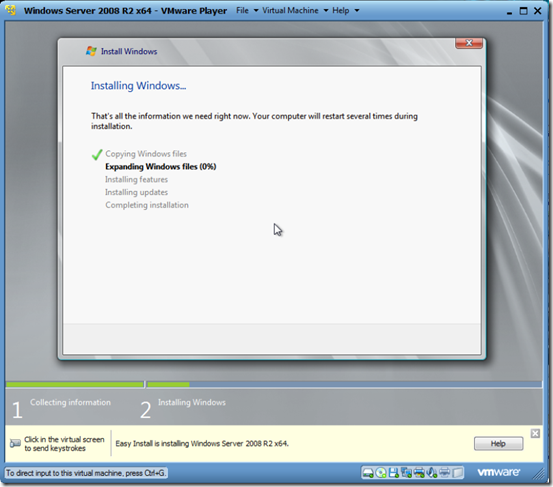 Windows Server 2008 R2 x64 - VMware Player File Virtual Machine Help
Install Windows
Installing Windows...
That's all the information we need right now. Your computer will restart several times during
installation.
Copying Windows files
Expanding Windows files (0%)
Installing features
Installing updates
Completing installation
1 Collecting information 2 Installing Windows
Click in the virtual screen
to send keystrokes
Easy Install is installing Windows Server 2008 R2 x64.
Help
To direct input to this virtual machine, press Ctrl+G.
vmware